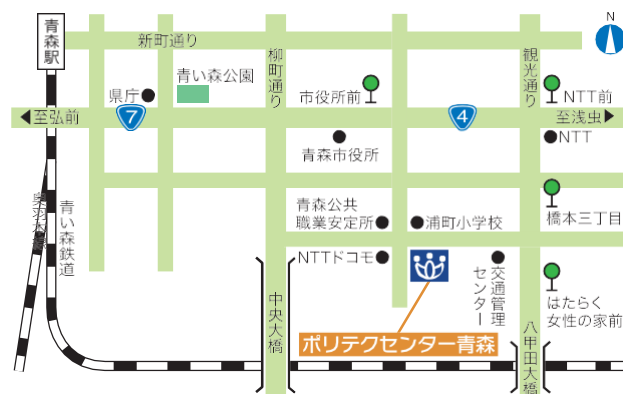 青森駅
新町通り
柳町通り
観光通り
N
県庁
青い森公園
市役所前
NTT前
至弘前
7
4
至浅虫
青森市役所
NTT
奥羽本線
青い森鉄道
青森公共
職業安定所
浦町小学校
橋本三丁目
NTTドコモ
交通管理
センター
はたらく
女性の家前
中央大橋
ポリテクセンター青森
八甲田大橋